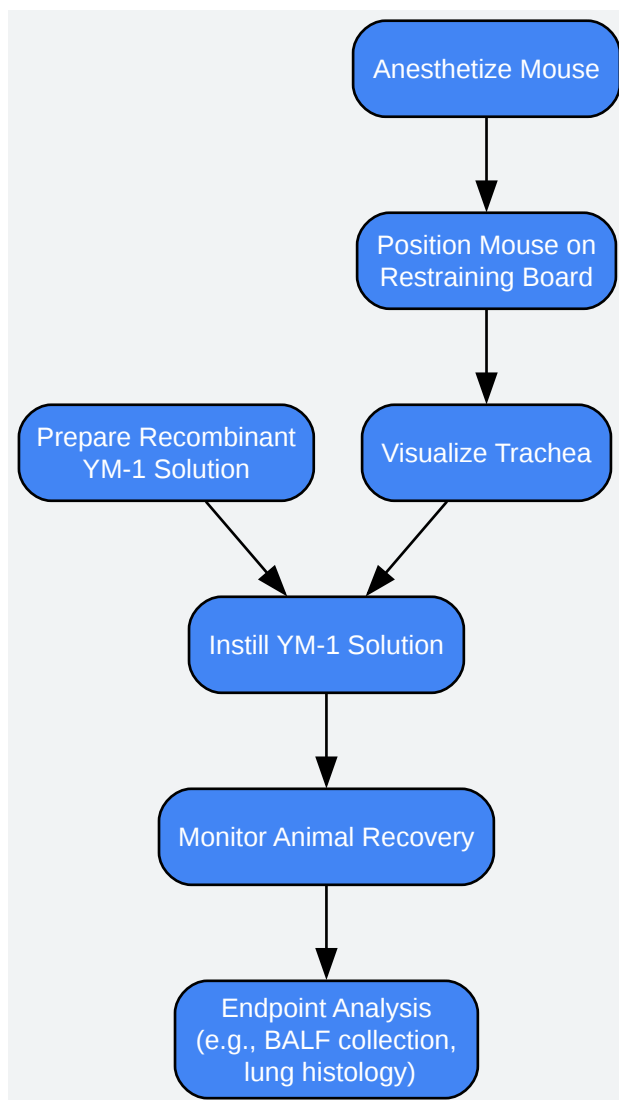 Anesthetize Mouse
Position Mouse on
Restraining Board
Prepare Recombinant
YM-1 Solution
Visualize Trachea
Instill YM-1 Solution
Monitor Animal Recovery
Endpoint Analysis
(e.g., BALF collection,
lung histology)